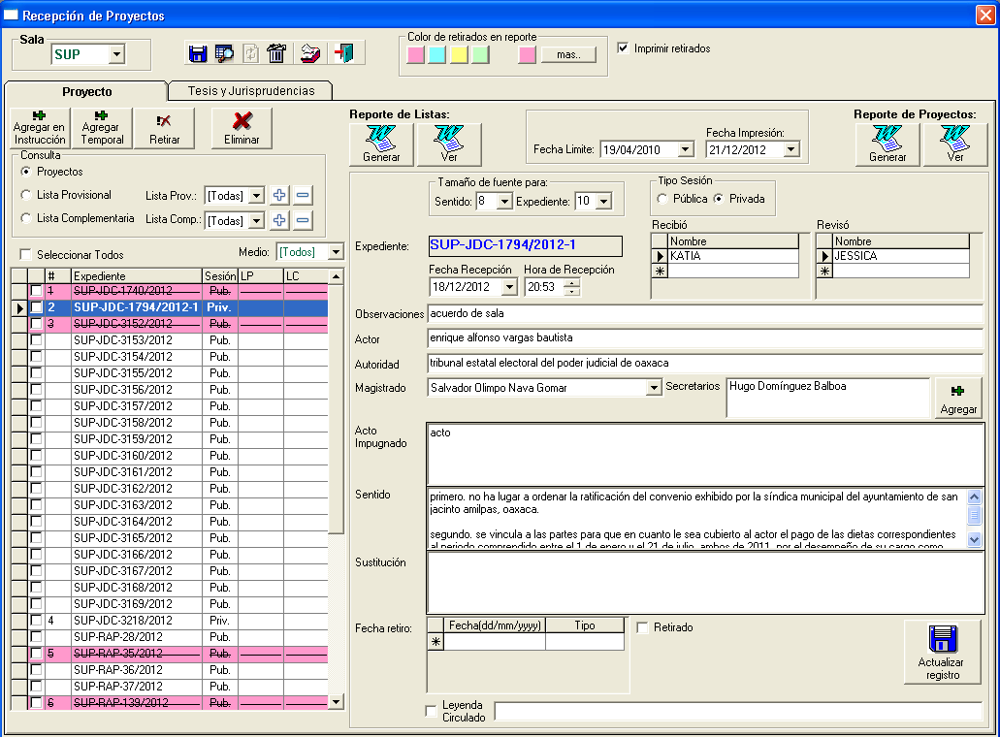 Recepción de Proyectos
Sala
SUP
Color de retirados en reporte
mas..
Imprimir retirados
Proyecto
Tesis y Jurisprudencias
Agregar en Instrucción
Agregar Temporal
Retirar
Eliminar
Reporte de Listas:
Generar
Ver
Fecha Limite: 19/04/2010
Fecha Impresión:
21/12/2012
Reporte de Proyectos:
Generar
Ver
Consulta
Proyectos
Lista Provisional
Lista Prov.: [Todas]
Lista Complementaria
Lista Comp.: [Todas]
Seleccionar Todos
Medio: [Todos]
# Expediente Sesión LP LC
1 SUP-JDC-1740/2012 Pub.
2 SUP-JDC-1794/2012-1 Priv.
3 SUP-JDC-3152/2012 Pub.
SUP-JDC-3153/2012 Pub.
SUP-JDC-3154/2012 Pub.
SUP-JDC-3155/2012 Pub.
SUP-JDC-3156/2012 Pub.
SUP-JDC-3157/2012 Pub.
SUP-JDC-3158/2012 Pub.
SUP-JDC-3159/2012 Pub.
SUP-JDC-3160/2012 Pub.
SUP-JDC-3161/2012 Pub.
SUP-JDC-3162/2012 Pub.
SUP-JDC-3163/2012 Pub.
SUP-JDC-3164/2012 Pub.
SUP-JDC-3165/2012 Pub.
SUP-JDC-3166/2012 Pub.
SUP-JDC-3167/2012 Pub.
SUP-JDC-3168/2012 Pub.
SUP-JDC-3169/2012 Pub.
4 SUP-JDC-3218/2012 Priv.
SUP-RAP-28/2012 Pub.
5 SUP-RAP-35/2012 Pub.
SUP-RAP-36/2012 Pub.
SUP-RAP-37/2012 Pub.
6 SUP-RAP-139/2012 Pub.
Tamaño de fuente para:
Sentido: 8 Expediente: 10
Tipo Sesión
Pública Privada
Expediente: SUP-JDC-1794/2012-1
Fecha Recepción Hora de Recepción
18/12/2012 20:53
Recibió
Nombre
KATIA
Revisó
Nombre
JESSICA
Observaciones acuerdo de sala
Actor enrique alfonso vargas bautista
Autoridad tribunal estatal electoral del poder judicial de oaxaca
Magistrado Salvador Olimpo Nava Gomar
Secretarios Hugo Domínguez Balboa
Agregar
Acto Impugnado
acto
Sentido
primero. no ha lugar a ordenar la ratificación del convenio exhibido por la síndica municipal del ayuntamiento de san
jacinto amilpas, oaxaca.
segundo. se vincula a las partes para que en cuanto le sea cubierto al actor el pago de las dietas correspondientes
al periodo comprendido entre el 1 de enero y el 21 de julio, ambos de 2011, por el desempeño de su cargo como
Sustitución
Fecha retiro:
Fecha(dd/mm/yyyy) Tipo
Retirado
Actualizar registro
Leyenda Circulado